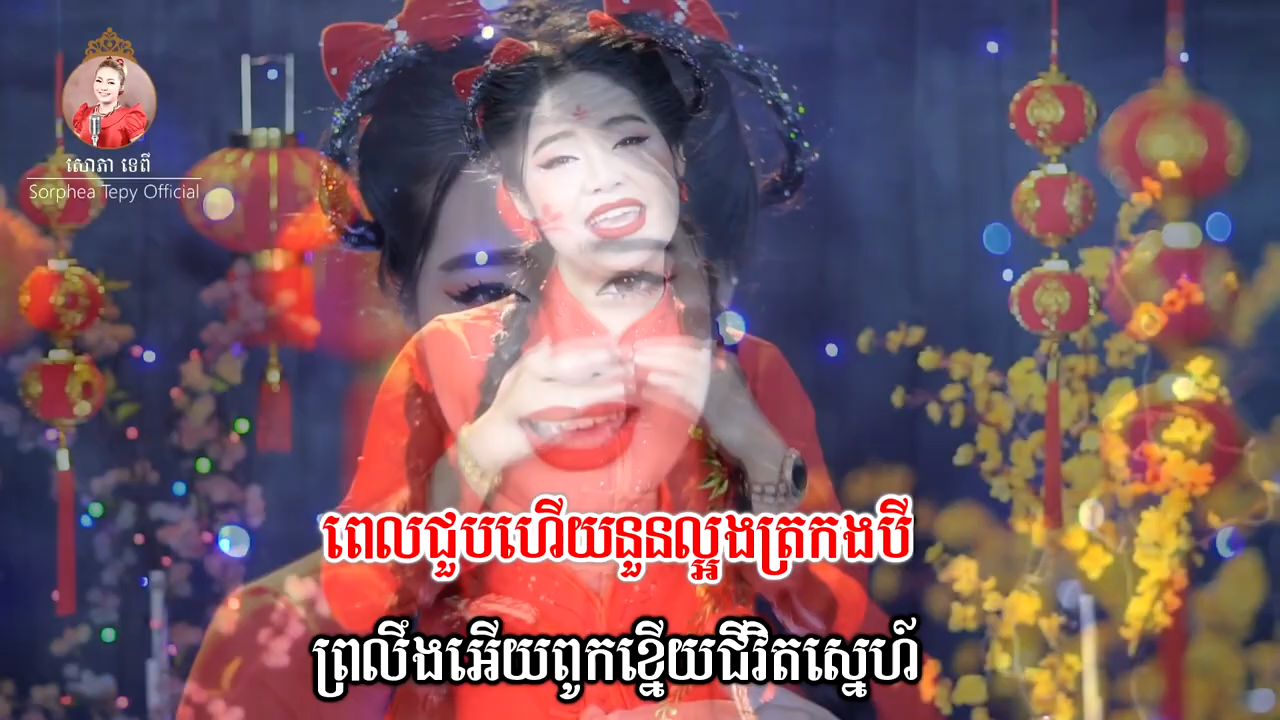 សោភា ទេពី
Sorphea Tepy Official
ពេលជួបហើយនួនល្អងត្រកងបី
ព្រលឹងអើយពូកខ្នើយជីវិតស្នេហ៍